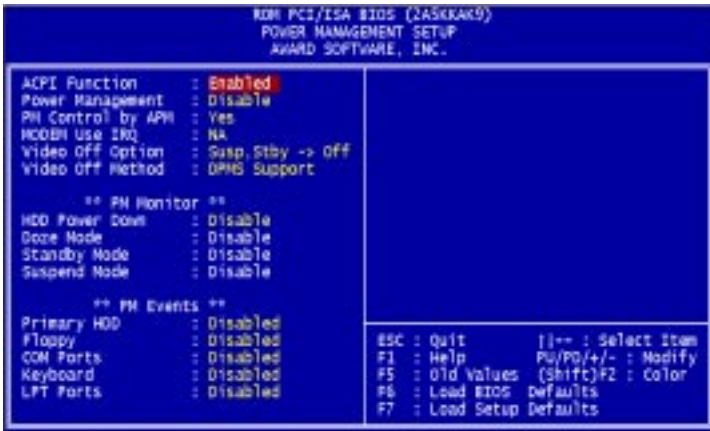 ROM PCI/ISA BIOS (2A5KKAK9)
POWER MANAGEMENT SETUP
AWARD SOFTWARE, INC.
ACPI Function : Enabled
Power Management : Disable
PM Control by APM : Yes
MODEM Use IRQ : NA
Video Off Option : Susp,Stby -> Off
Video Off Method : DPMS Support
** PM Monitor **
HDD Power Down : Disable
Doze Mode : Disable
Standby Mode : Disable
Suspend Mode : Disable
** PM Events **
Primary HDD : Disabled
Floppy : Disabled
COM Ports : Disabled
Keyboard : Disabled
LPT Ports : Disabled
ESC : Quit ↑↓→← : Select Item
F1 : Help PU/PD/+/- : Modify
F5 : Old Values (Shift)F2 : Color
F6 : Load BIOS Defaults
F7 : Load Setup Defaults